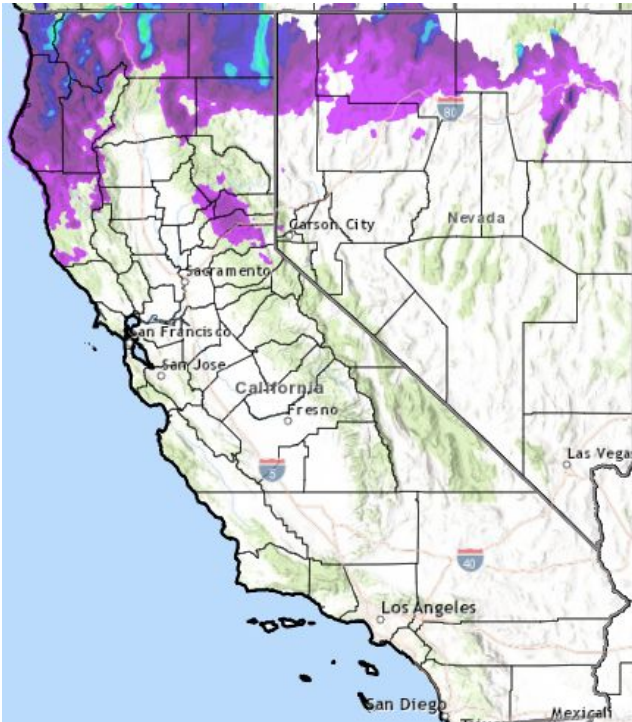 80
Nevada
Carson City
Sacramento
San Francisco
San Jose
California
Fresno
Las Vegas
5
40
Los Angeles
San Diego
Mexicali